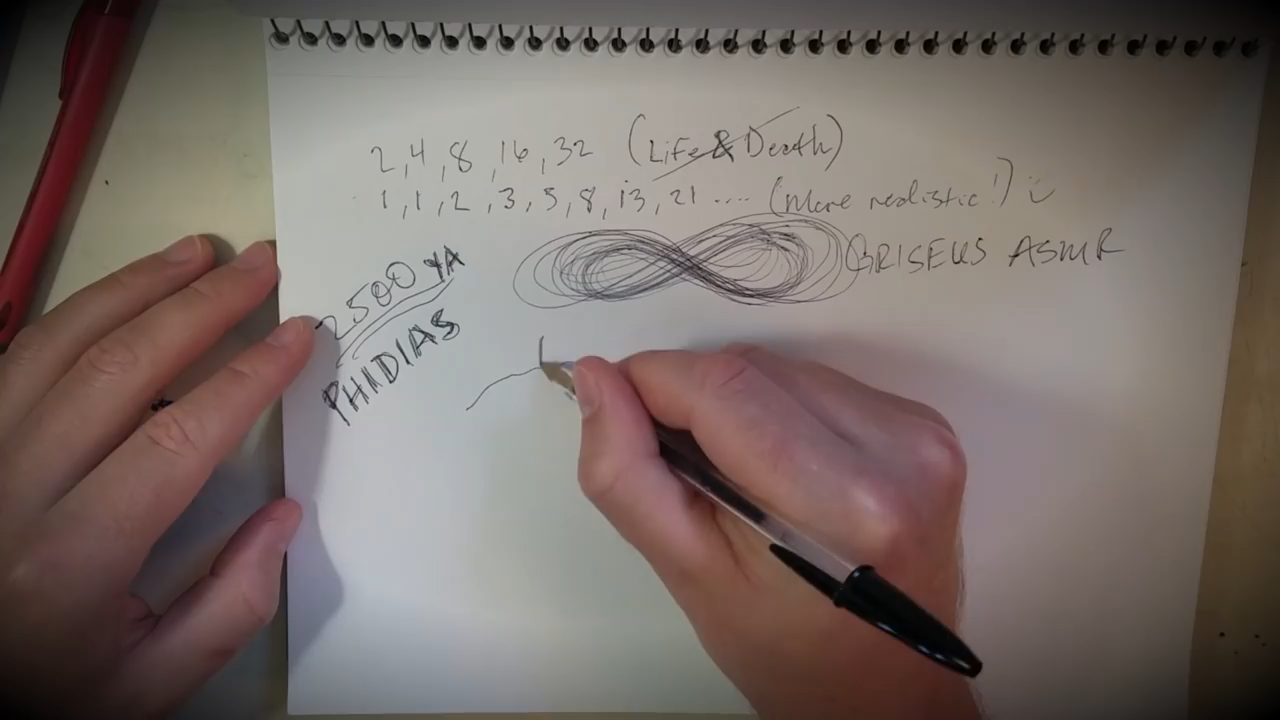 2, 4, 8, 16, 32 (Life & Death)
1, 1, 2, 3, 5, 8, 13, 21 .... (More realistic!)
GRISEUS ASMR
2500 YA
PHIDIAS